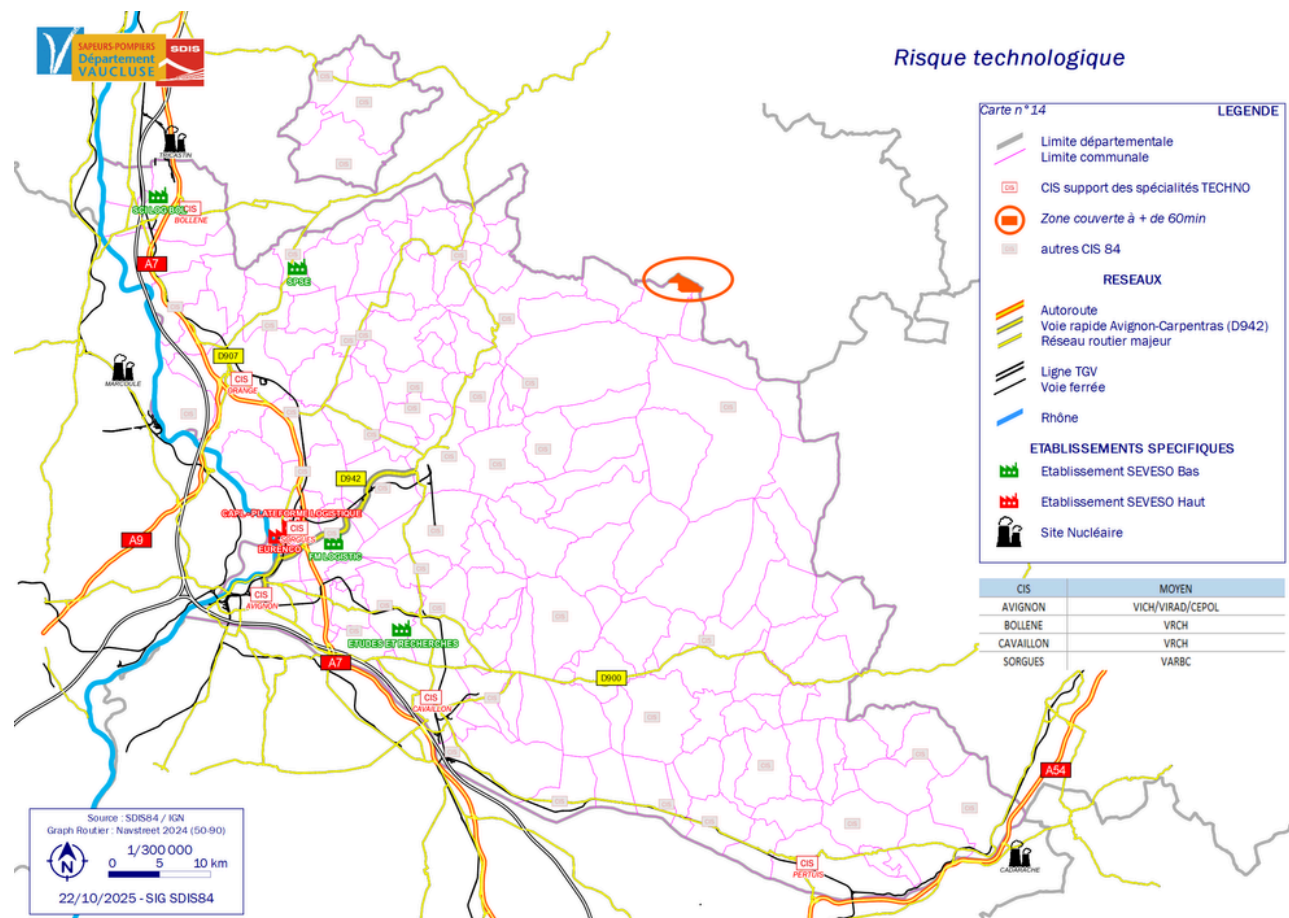 SAPEURS-POMPIERS
Département
VAUCLUSE
SDIS
Risque technologique
Carte n°14
LEGENDE
Limite départementale
Limite communale
CIS support des spécialités TECHNO
Zone couverte à + de 60min
autres CIS 84
RESEAUX
Autoroute
Voie rapide Avignon-Carpentras (D942)
Réseau routier majeur
Ligne TGV
Voie ferrée
Rhône
ETABLISSEMENTS SPECIFIQUES
Etablissement SEVESO Bas
Etablissement SEVESO Haut
Site Nucléaire
CIS MOYEN
AVIGNON VICH/VIRAD/CEPOL
BOLLENE VRCH
CAVAILLON VRCH
SORGUES VARBC
TRICASTIN
CIS
BOLLENE
A7
SPSE
D907
MARCOULE
CIS
ORANGE
D942
CAPL - PLATEFORME LOGISTIQUE
A9
CIS
SORGUES
EURENCO
FM LOGISTIC
CIS
AVIGNON
ETUDES ET RECHERCHES
A7
D900
CIS
CAVAILLON
A54
CADARACHE
CIS
PERTUIS
Source : SDIS84 / IGN
Graph Routier : Navstreet 2024 (50-90)
N
1/300 000
0 5 10 km
22/10/2025 - SIG SDIS84